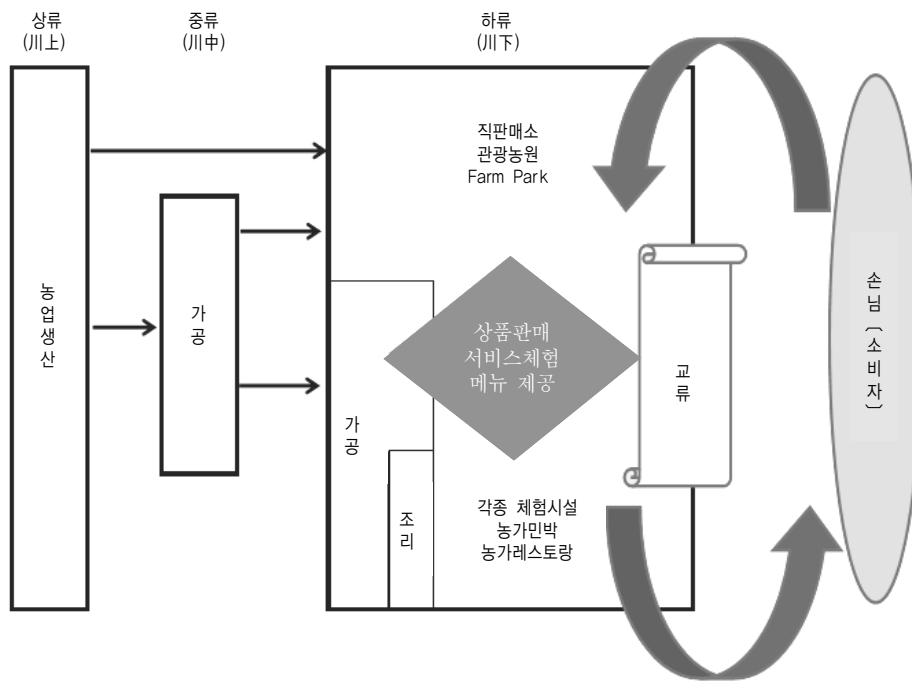 상류
(川上)
중류
(川中)
하류
(川下)
직판매소
관광농원
Farm Park
농업생산
가공
상품판매
서비스체험
메뉴 제공
가공
조리
교류
각종 체험시설
농가민박
농가레스토랑
손님〔소비자〕